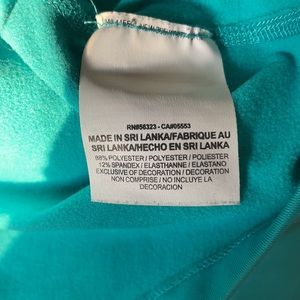 RN#56323 - CA#05553
MADE IN SRI LANKA/FABRIQUE AU
SRI LANKA/HECHO EN SRI LANKA
88% POLYESTER / POLYESTER / POLIESTER
12% SPANDEX / ELASTHANNE / ELASTANO
EXCLUSIVE OF DECORATION / DECORATION
NON COMPRISE / NO INCLUYE LA
DECORACION